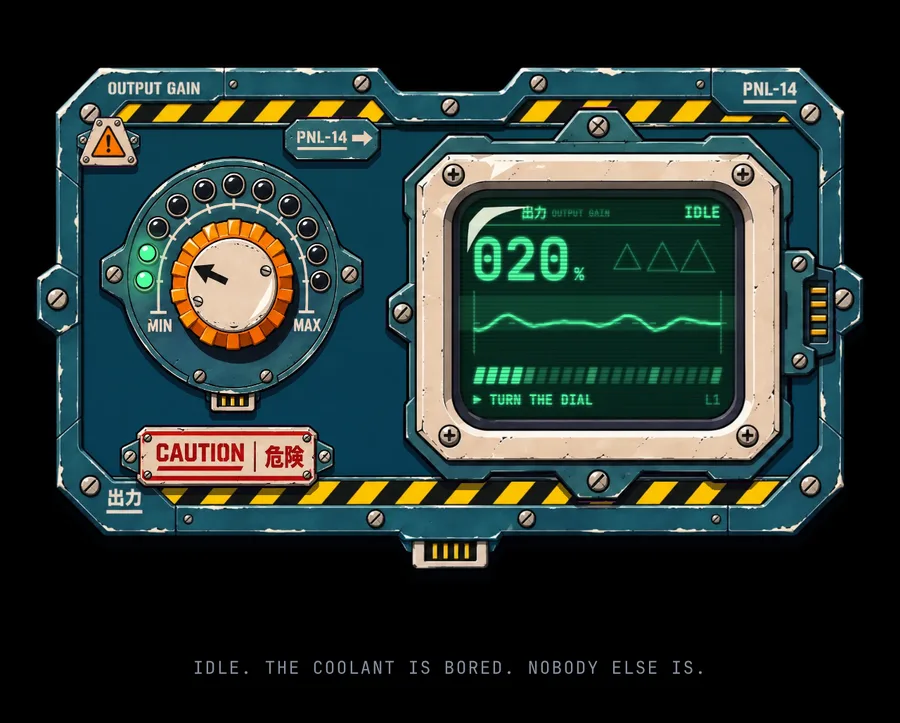 OUTPUT GAIN
PNL-14
PNL-14
MIN
MAX
出力 OUTPUT GAIN
IDLE
020%
TURN THE DIAL
L1
CAUTION
危険
出力
IDLE. THE COOLANT IS BORED. NOBODY ELSE IS.